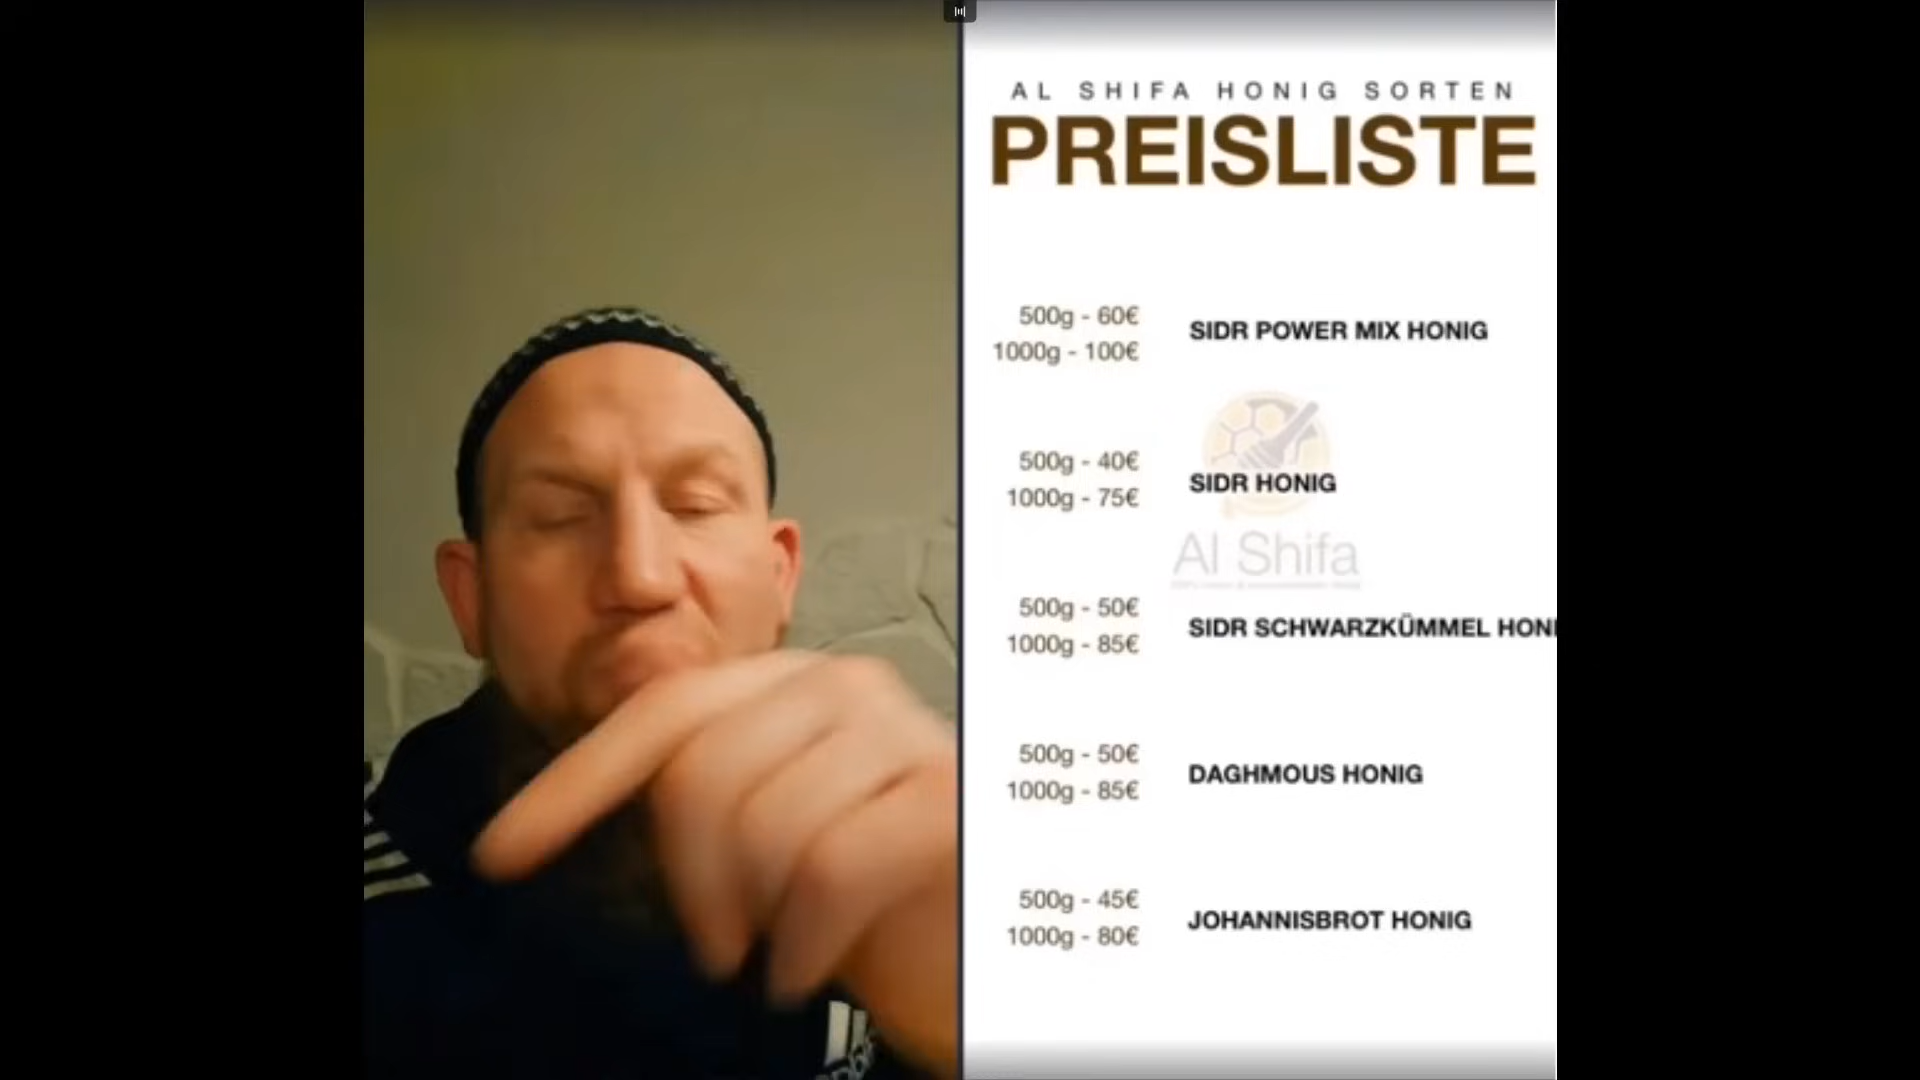 AL SHIFA HONIG SORTEN
PREISLISTE
500g - 60€
1000g - 100€
SIDR POWER MIX HONIG
500g - 40€
1000g - 75€
SIDR HONIG
Al Shifa
500g - 50€
1000g - 85€
SIDR SCHWARZKÜMMEL HONI
500g - 50€
1000g - 85€
DAGHMOUS HONIG
500g - 45€
1000g - 80€
JOHANNISBROT HONIG